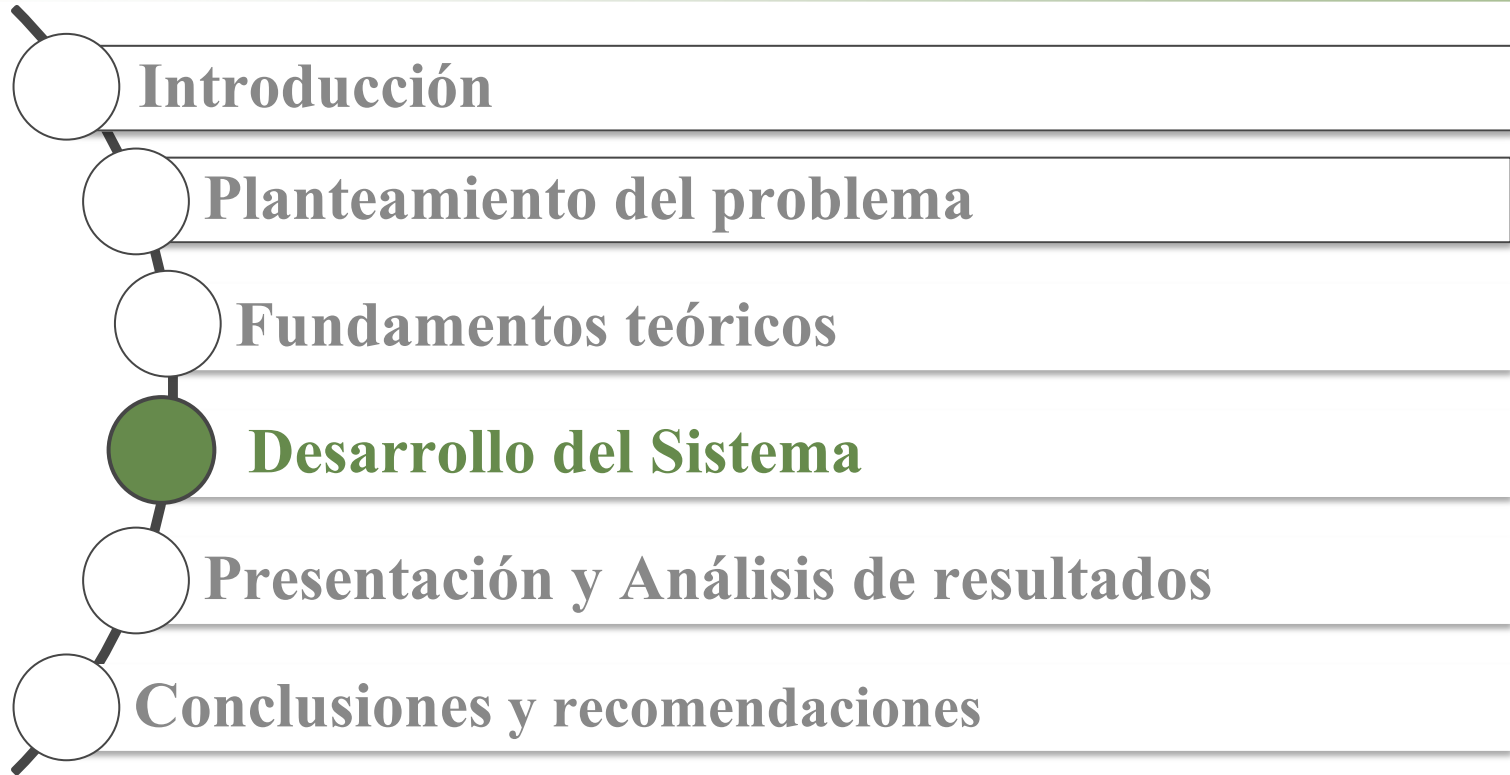 Introducción
Planteamiento del problema
Fundamentos teóricos
Desarrollo del Sistema
Presentación y Análisis de resultados
Conclusiones y recomendaciones